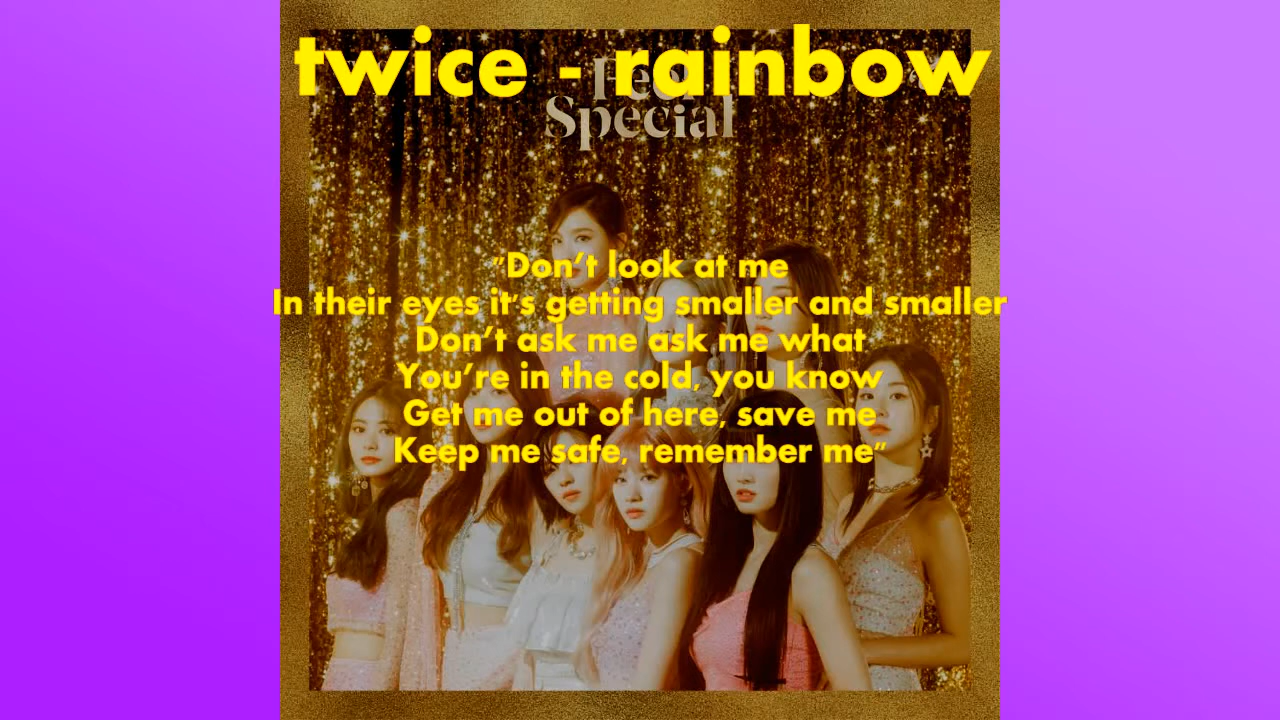 twice - rainbow
Feel
Special
"Don't look at me
In their eyes it's getting smaller and smaller
Don't ask me ask me what
You're in the cold, you know
Get me out of here, save me
Keep me safe, remember me"